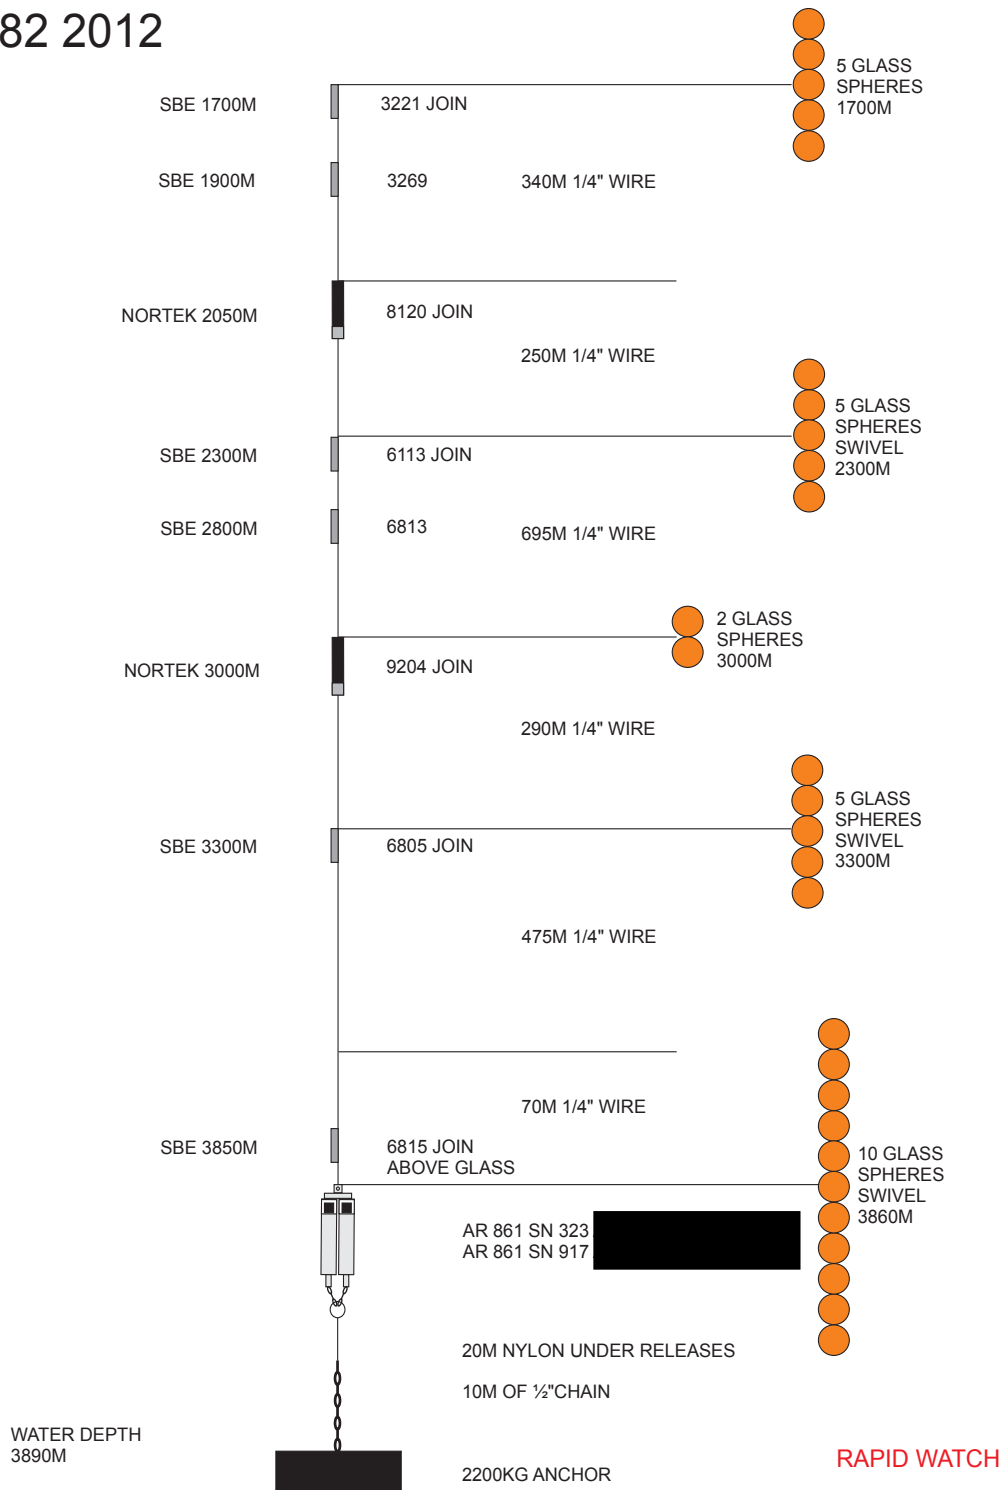 82 2012
5 GLASS
SPHERES
1700M
SBE 1700M
3221 JOIN
SBE 1900M
3269
340M 1/4" WIRE
NORTEK 2050M
8120 JOIN
250M 1/4" WIRE
5 GLASS
SPHERES
SWIVEL
2300M
SBE 2300M
6113 JOIN
SBE 2800M
6813
695M 1/4" WIRE
2 GLASS
SPHERES
3000M
NORTEK 3000M
9204 JOIN
290M 1/4" WIRE
5 GLASS
SPHERES
SWIVEL
3300M
SBE 3300M
6805 JOIN
475M 1/4" WIRE
70M 1/4" WIRE
SBE 3850M
6815 JOIN
ABOVE GLASS
10 GLASS
SPHERES
SWIVEL
3860M
AR 861 SN 323
AR 861 SN 917
20M NYLON UNDER RELEASES
10M OF ½"CHAIN
WATER DEPTH
3890M
2200KG ANCHOR
RAPID WATCH